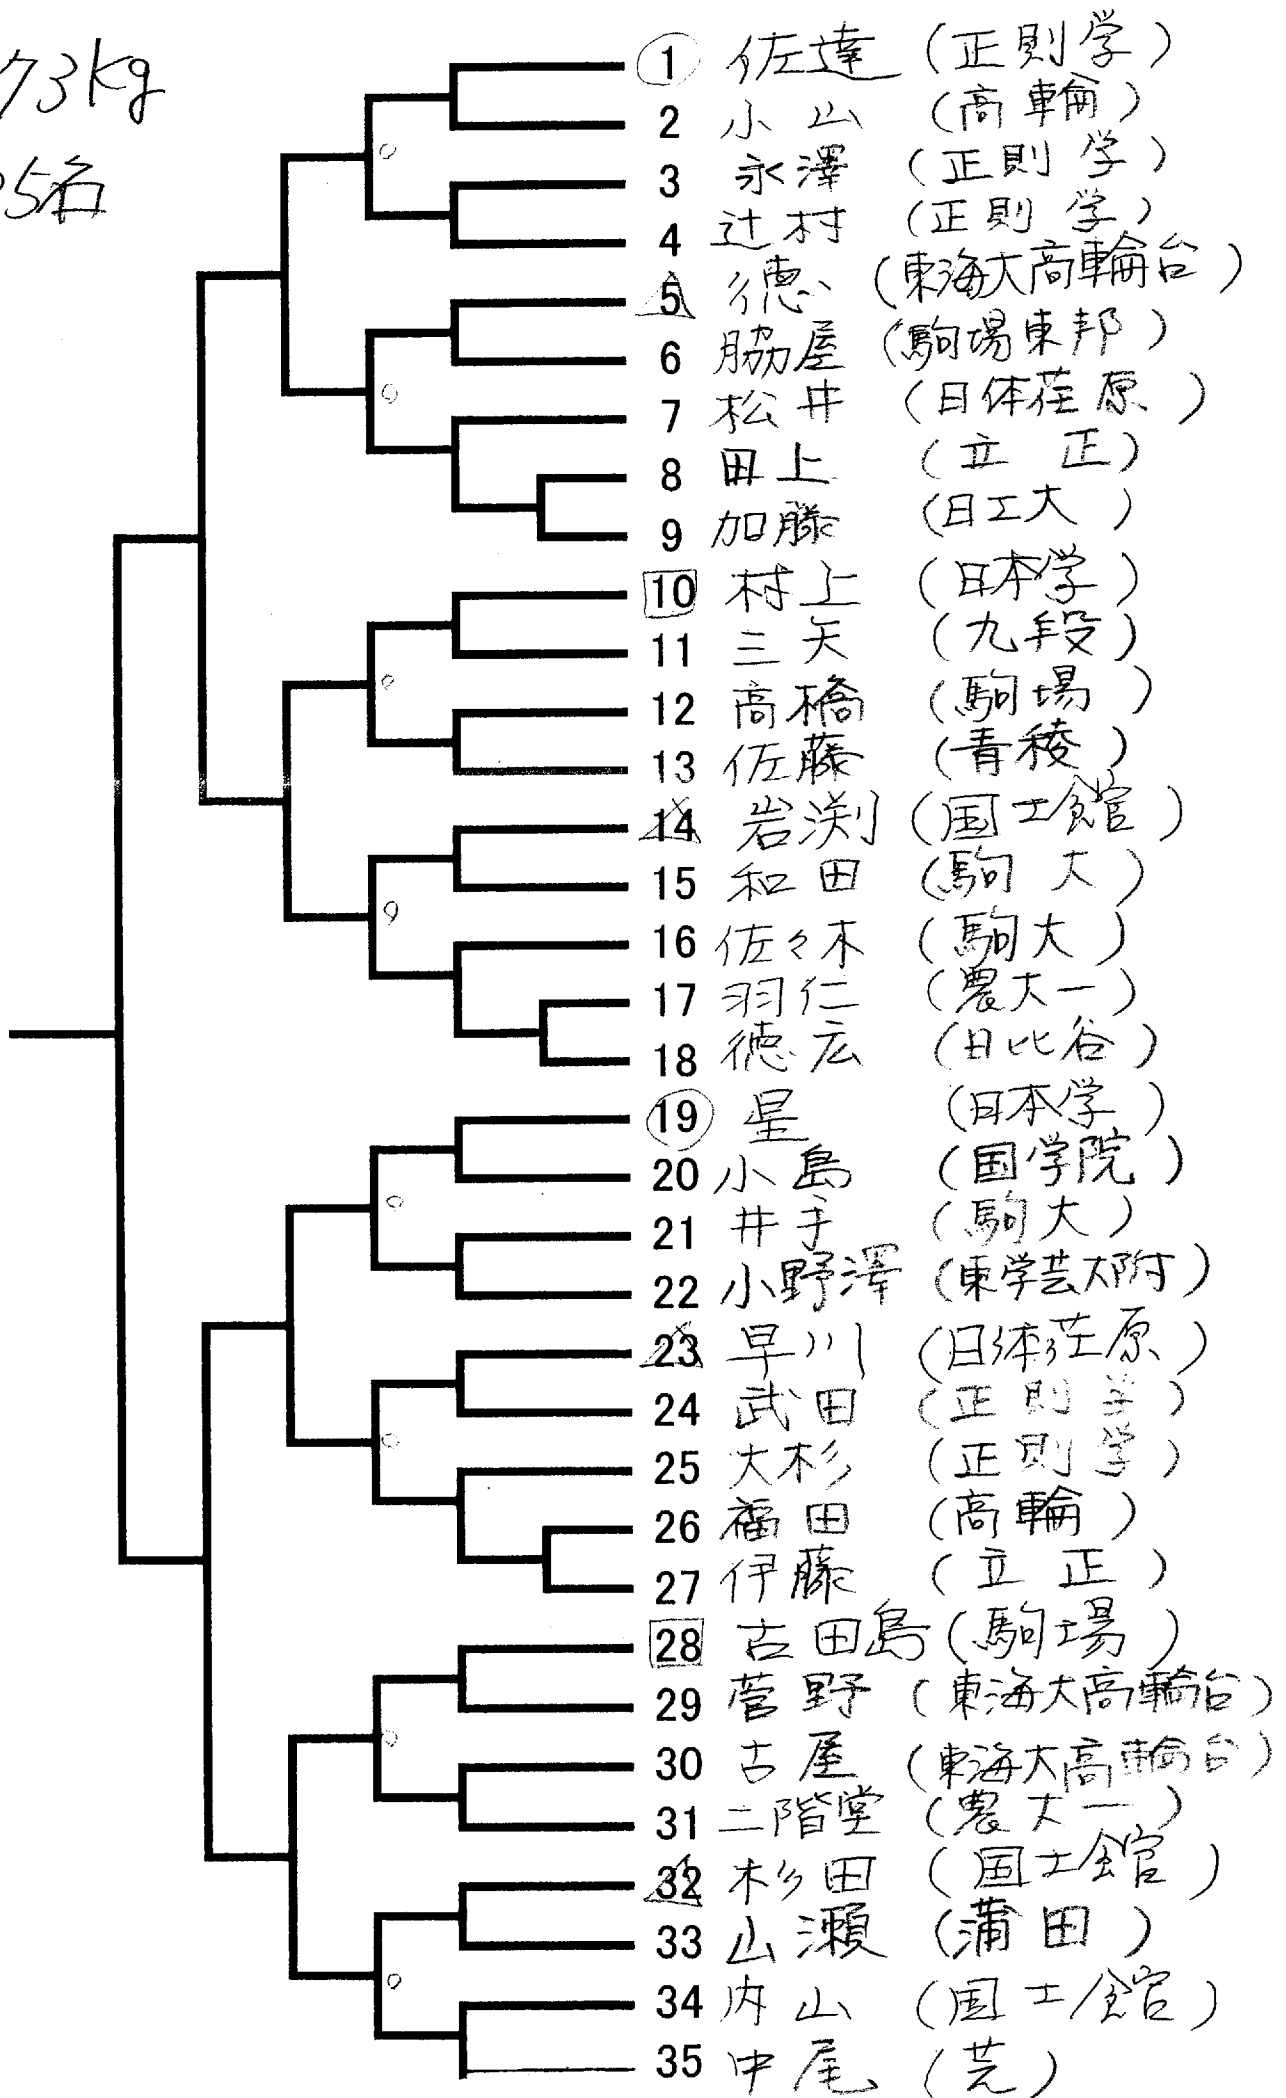 73kg
35名
1 佐達 (正則学)
2 小山 (高輪)
3 永澤 (正則学)
4 辻村 (正則学)
5 徳 (東海大高輪台)
6 脇屋 (駒場東邦)
7 松井 (日体荏原)
8 田上 (立正)
9 加藤 (日工大)
10 村上 (日本学)
11 三矢 (九段)
12 高橋 (駒場)
13 佐藤 (青稜)
14 岩渕 (国士舘)
15 和田 (駒大)
16 佐々木 (駒大)
17 羽仁 (農大一)
18 徳広 (日比谷)
19 星 (日本学)
20 小島 (国学院)
21 井手 (駒大)
22 小野澤 (東学芸大附)
23 早川 (日体荏原)
24 武田 (正則学)
25 大杉 (正則学)
26 福田 (高輪)
27 伊藤 (立正)
28 古田島 (駒場)
29 菅野 (東海大高輪台)
30 古屋 (東海大高輪台)
31 二階堂 (農大一)
32 杉田 (国士舘)
33 山瀬 (蒲田)
34 内山 (国士舘)
35 中尾 (芝)